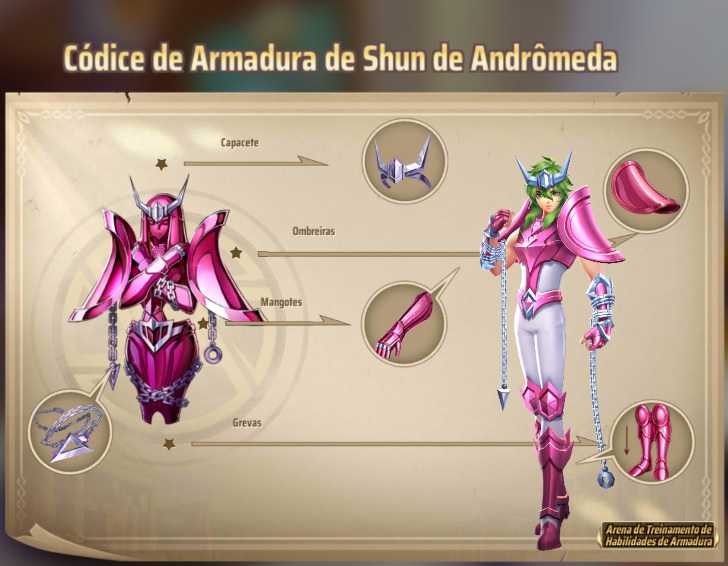 Códice de Armadura de Shun de Andrômeda
Capacete
Ombreiras
Mangotes
Grevas
Arena de Treinamento de
Habilidades de Armadura